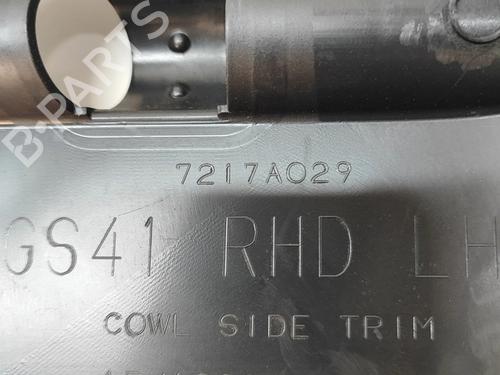 B-PARTS
7217A029
GS41 RHD LH
COWL SIDE TRIM